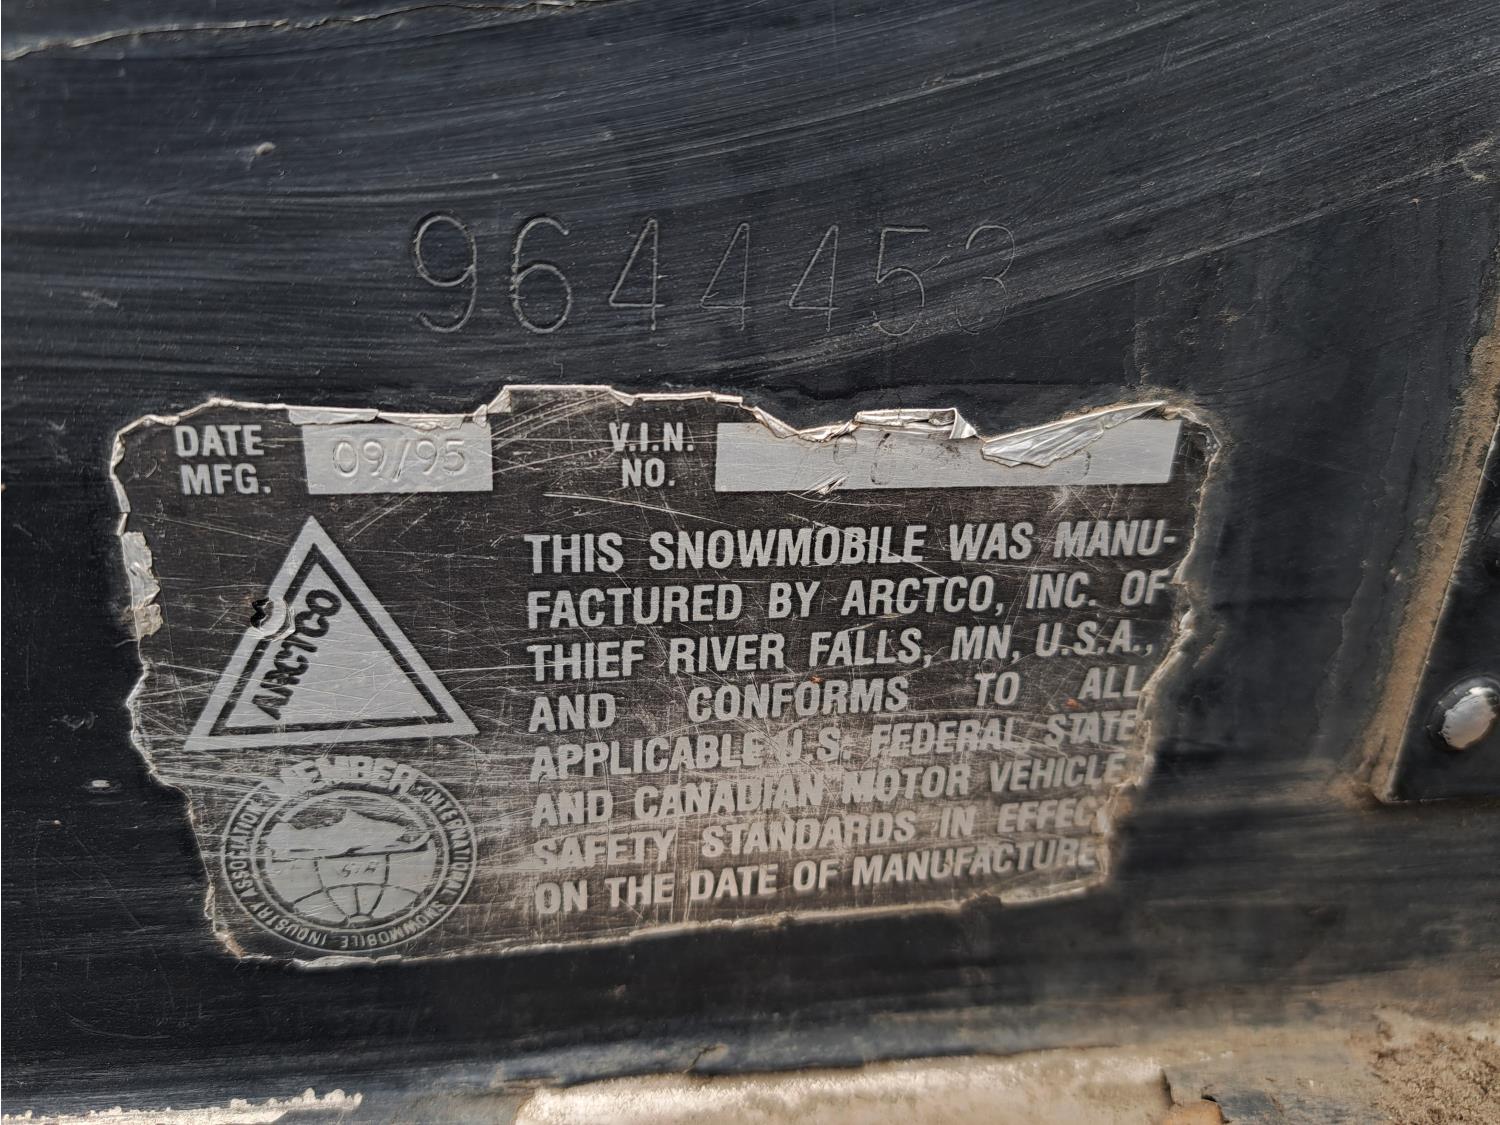 9644453
DATE
MFG.
09/95
V.I.N.
NO.
ARCTCO
THIS SNOWMOBILE WAS MANU-
FACTURED BY ARCTCO, INC. OF
THIEF RIVER FALLS, MN, U.S.A.,
AND CONFORMS TO ALL
APPLICABLE U.S. FEDERAL, STATE
AND CANADIAN MOTOR VEHICLE
SAFETY STANDARDS IN EFFECT
ON THE DATE OF MANUFACTURE
MEMBER
INTERNATIONAL SNOWMOBILE INDUSTRY ASSOCIATION